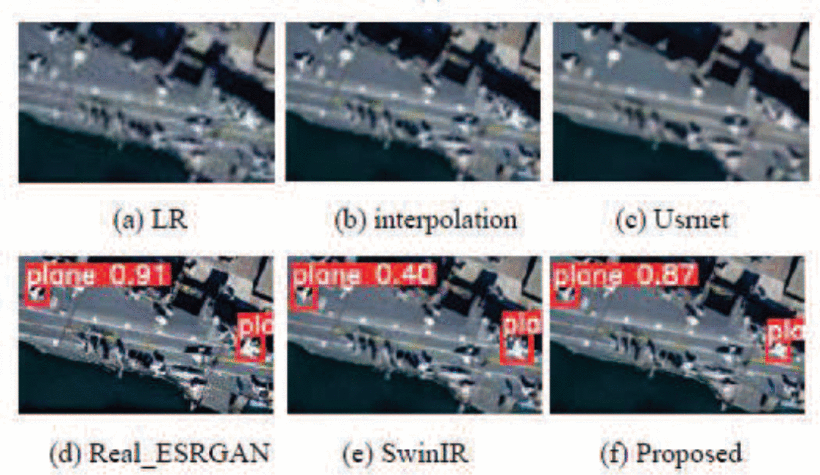 (a) LR
(b) interpolation
(c) Usrnet
plane 0.91
plane 0.40
plane 0.87
pla
pla
pla
(d) Real_ESRGAN
(e) SwinIR
(f) Proposed